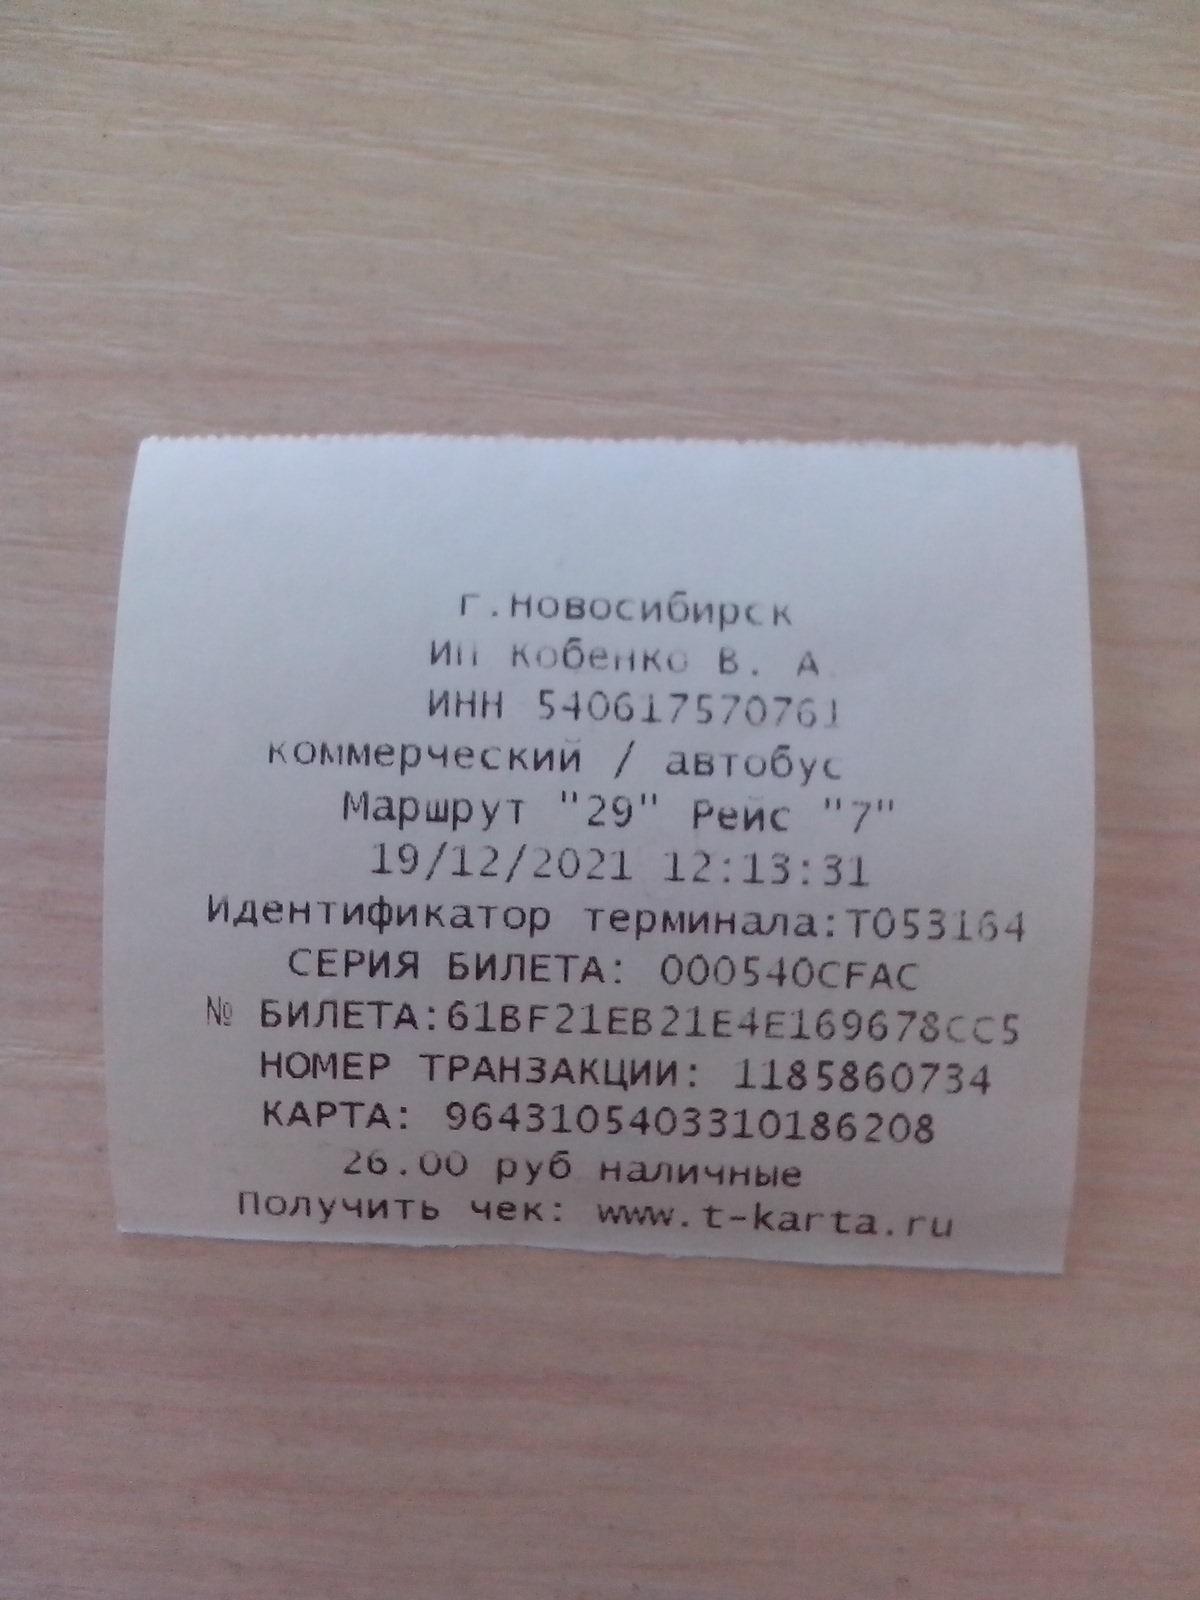 г.Новосибирск
ИП Кобенко В. А.
ИНН 540617570761
коммерческий / автобус
Маршрут "29" Рейс "7"
19/12/2021 12:13:31
Идентификатор терминала:T053164
СЕРИЯ БИЛЕТА: 000540CFAC
№ БИЛЕТА:61BF21EB21E4E169678CC5
НОМЕР ТРАНЗАКЦИИ: 1185860734
КАРТА: 9643105403310186208
26.00 руб наличные
Получить чек: www.t-karta.ru